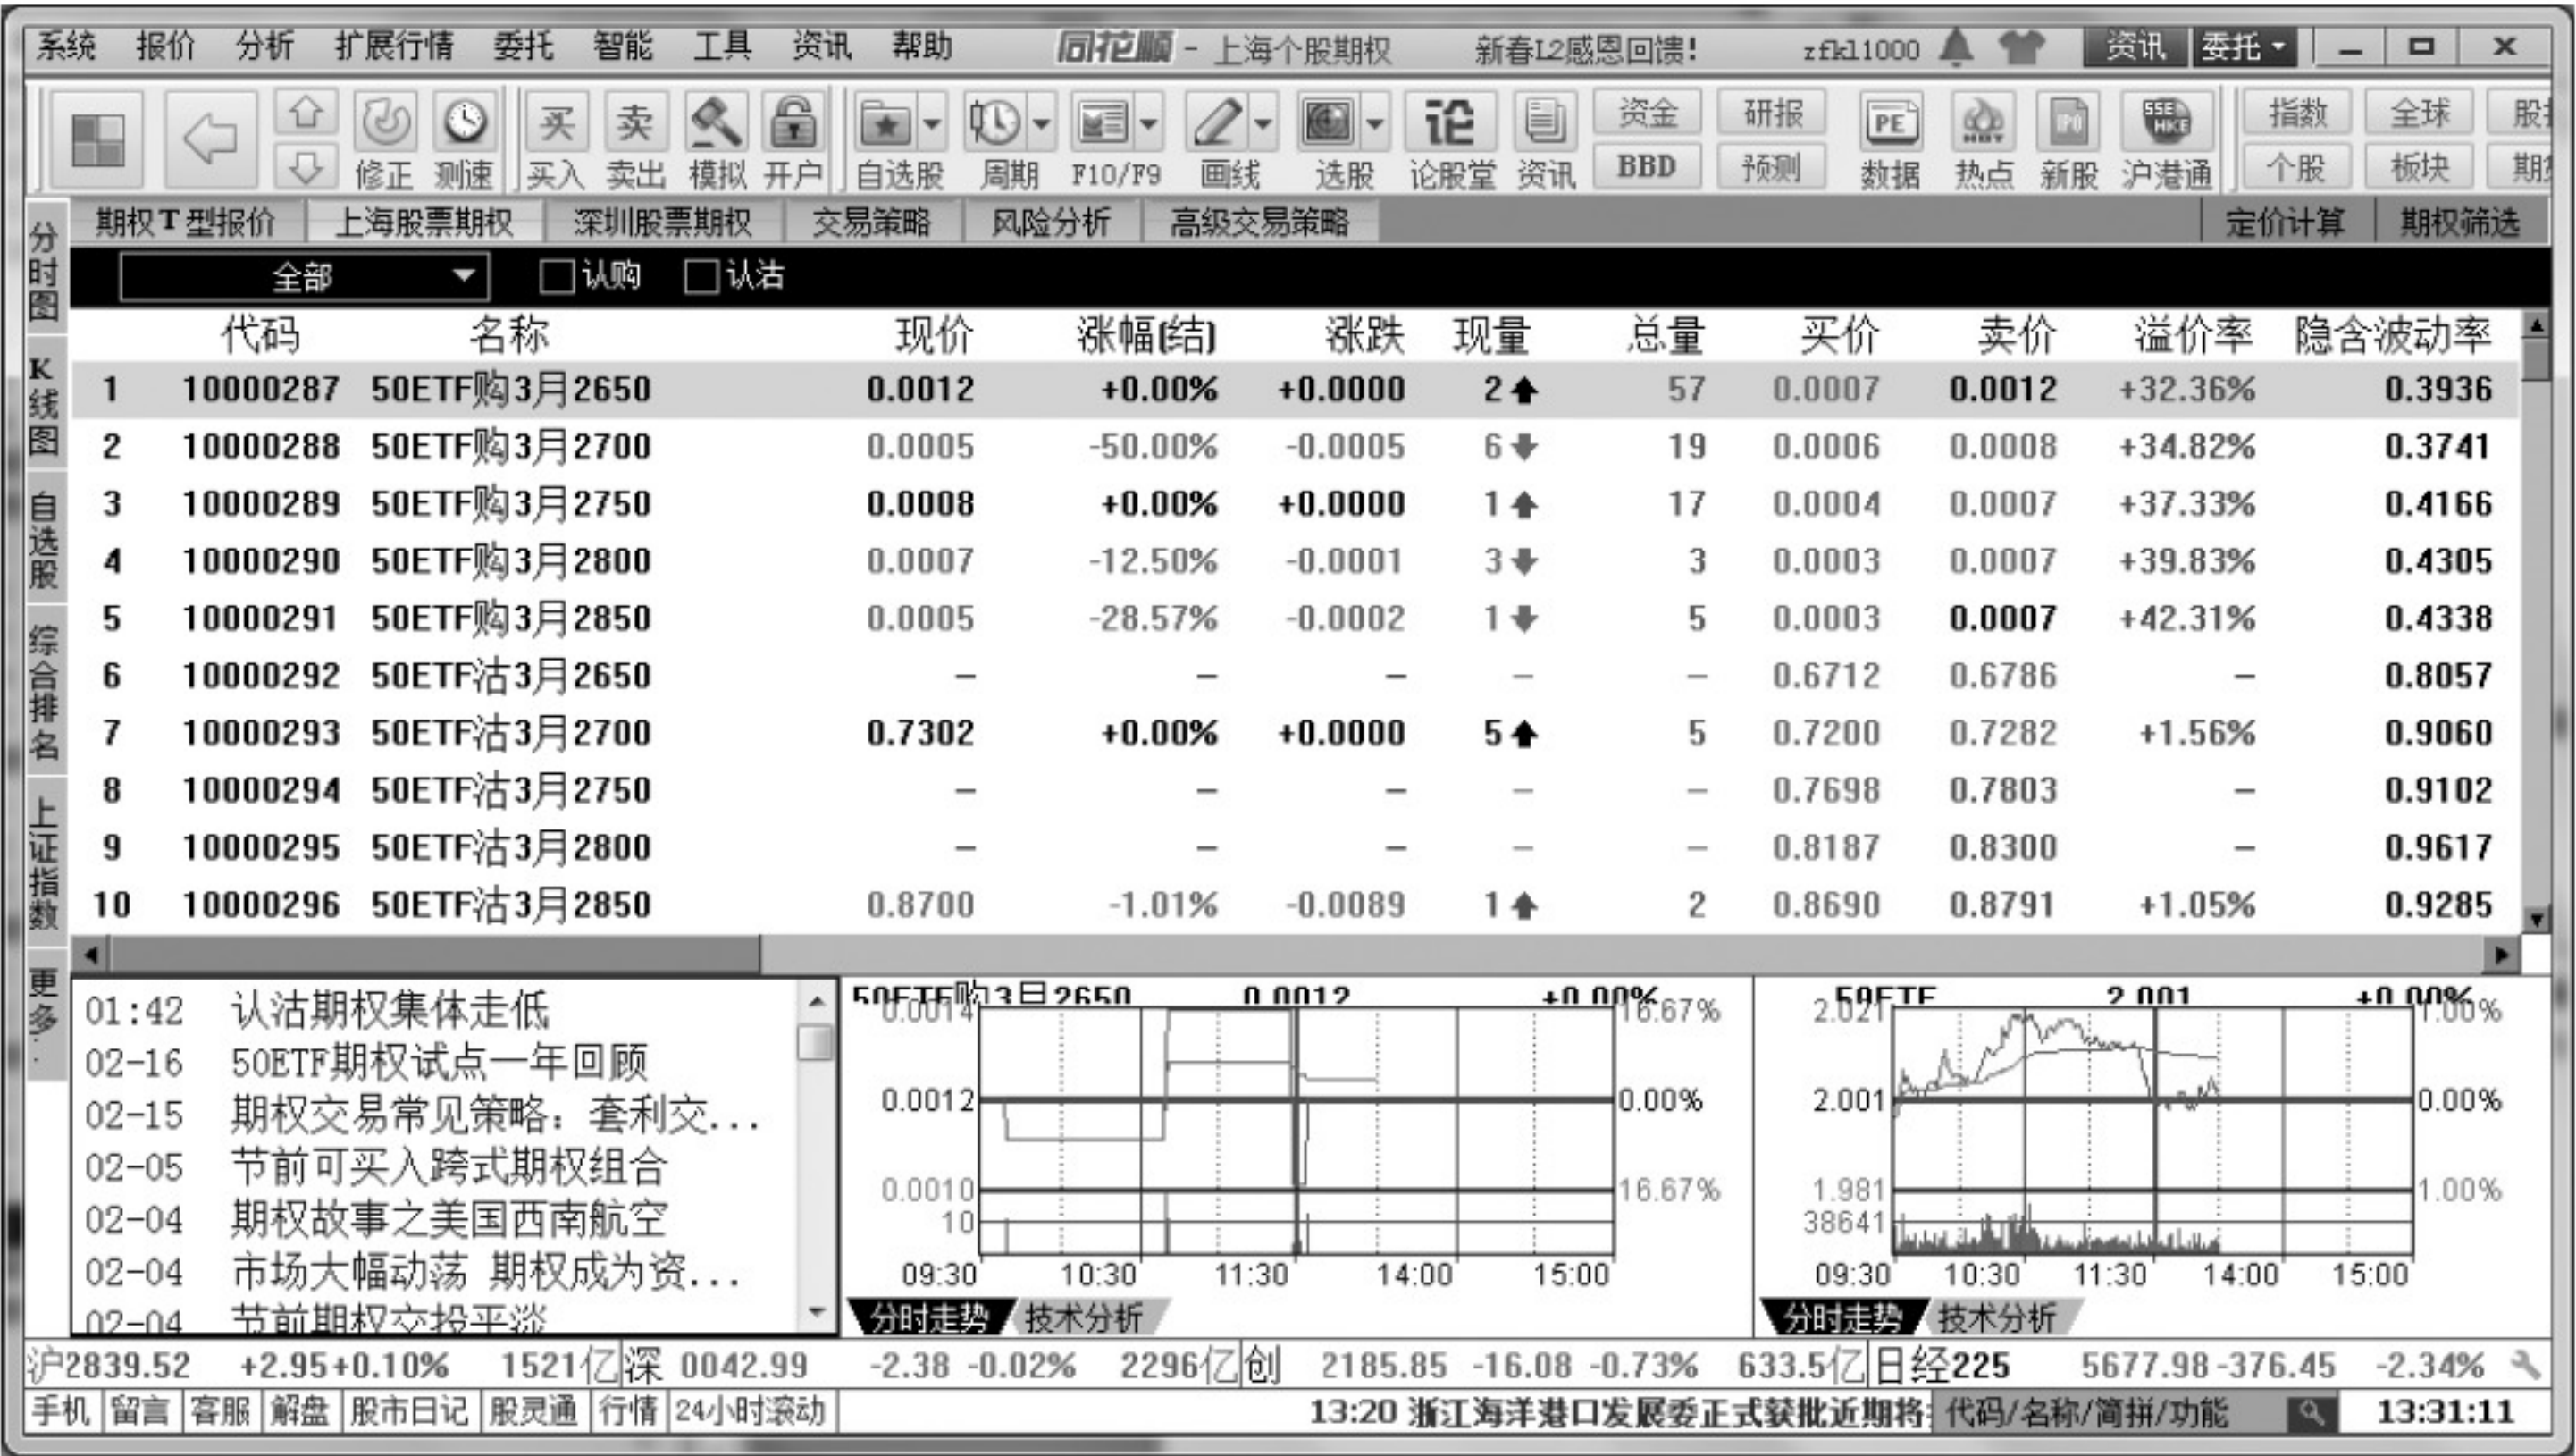 系统 报价 分析 扩展行情 委托 智能 工具 资讯 帮助 同花顺 - 上海个股期权 新春L2感恩回馈! zfkl1000 资讯 委托
买 卖 论 资金 研报 PE HOT IPO SSE HKE 指数 全球
修正 测速 买入 卖出 模拟 开户 自选股 周期 F10/F9 画线 选股 论股堂 资讯 BBD 预测 数据 热点 新股 沪港通 个股 板块
期权T型报价 上海股票期权 深圳股票期权 交易策略 风险分析 高级交易策略 定价计算 期权筛选
全部 认购 认沽
分时图
K线图
自选股
综合排名
上证指数
更多..
代码 名称 现价 涨幅(结) 涨跌 现量 总量 买价 卖价 溢价率 隐含波动率
1 10000287 50ETF购3月2650 0.0012 +0.00% +0.0000 2 57 0.0007 0.0012 +32.36% 0.3936
2 10000288 50ETF购3月2700 0.0005 -50.00% -0.0005 6 19 0.0006 0.0008 +34.82% 0.3741
3 10000289 50ETF购3月2750 0.0008 +0.00% +0.0000 1 17 0.0004 0.0007 +37.33% 0.4166
4 10000290 50ETF购3月2800 0.0007 -12.50% -0.0001 3 3 0.0003 0.0007 +39.83% 0.4305
5 10000291 50ETF购3月2850 0.0005 -28.57% -0.0002 1 5 0.0003 0.0007 +42.31% 0.4338
6 10000292 50ETF沽3月2650 – – – – – 0.6712 0.6786 – 0.8057
7 10000293 50ETF沽3月2700 0.7302 +0.00% +0.0000 5 5 0.7200 0.7282 +1.56% 0.9060
8 10000294 50ETF沽3月2750 – – – – – 0.7698 0.7803 – 0.9102
9 10000295 50ETF沽3月2800 – – – – – 0.8187 0.8300 – 0.9617
10 10000296 50ETF沽3月2850 0.8700 -1.01% -0.0089 1 2 0.8690 0.8791 +1.05% 0.9285
01:42 认沽期权集体走低
02-16 50ETF期权试点一年回顾
02-15 期权交易常见策略：套利交...
02-05 节前可买入跨式期权组合
02-04 期权故事之美国西南航空
02-04 市场大幅动荡 期权成为资...
02-04 节前期权交投平淡
50ETF购3月2650 0.0012 +0.00%
0.0014 16.67%
0.0012 0.00%
0.0010 16.67%
10
09:30 10:30 11:30 14:00 15:00
分时走势 技术分析
50ETF 2.001 +0.00%
2.021 1.00%
2.001 0.00%
1.981 1.00%
38641
09:30 10:30 11:30 14:00 15:00
分时走势 技术分析
沪2839.52 +2.95+0.10% 1521亿 深 0042.99 -2.38 -0.02% 2296亿 创 2185.85 -16.08 -0.73% 633.5亿 日经225 5677.98-376.45 -2.34%
手机 留言 客服 解盘 股市日记 股灵通 行情 24小时滚动 13:20 浙江海洋港口发展委正式获批近期将 代码/名称/简拼/功能 13:31:11